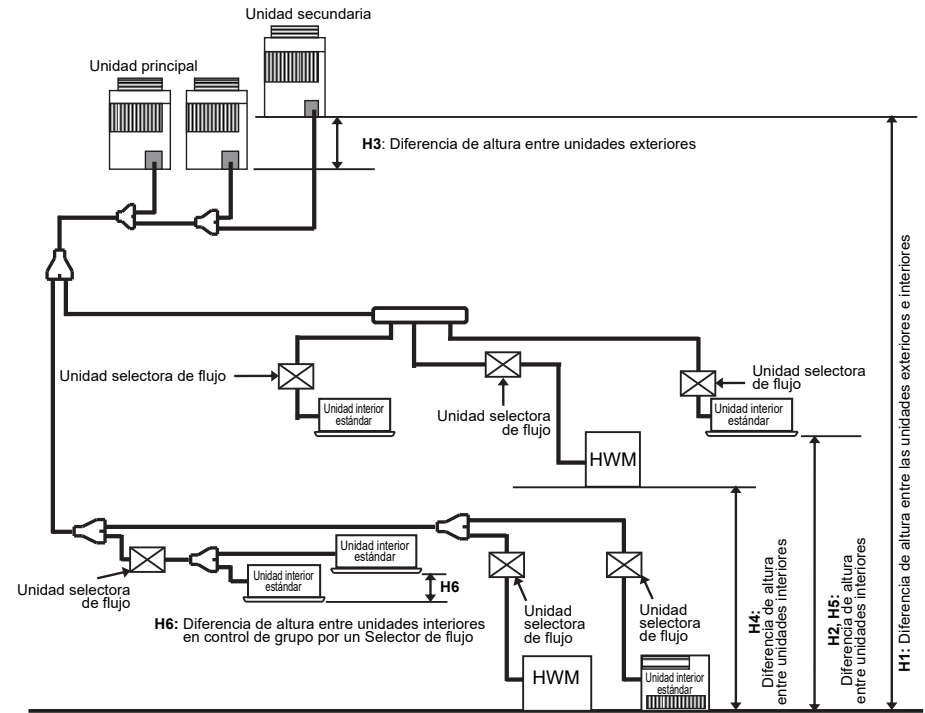 Unidad secundaria
Unidad principal
H3: Diferencia de altura entre unidades exteriores
H1: Diferencia de altura entre las unidades exteriores e interiores
Unidad selectora de flujo
Unidad selectora
de flujo
Unidad selectora
de flujo
Unidad interior
estándar
Unidad interior
estándar
HWM
Unidad interior
estándar
Unidad interior
estándar
H6
Unidad selectora
de flujo
H6: Diferencia de altura entre unidades interiores
en control de grupo por un Selector de flujo
Unidad
selectora
de flujo
Unidad
selectora
de flujo
HWM
Unidad interior
estándar
H4:
Diferencia de altura
entre unidades interiores
H2, H5:
Diferencia de altura
entre unidades interiores